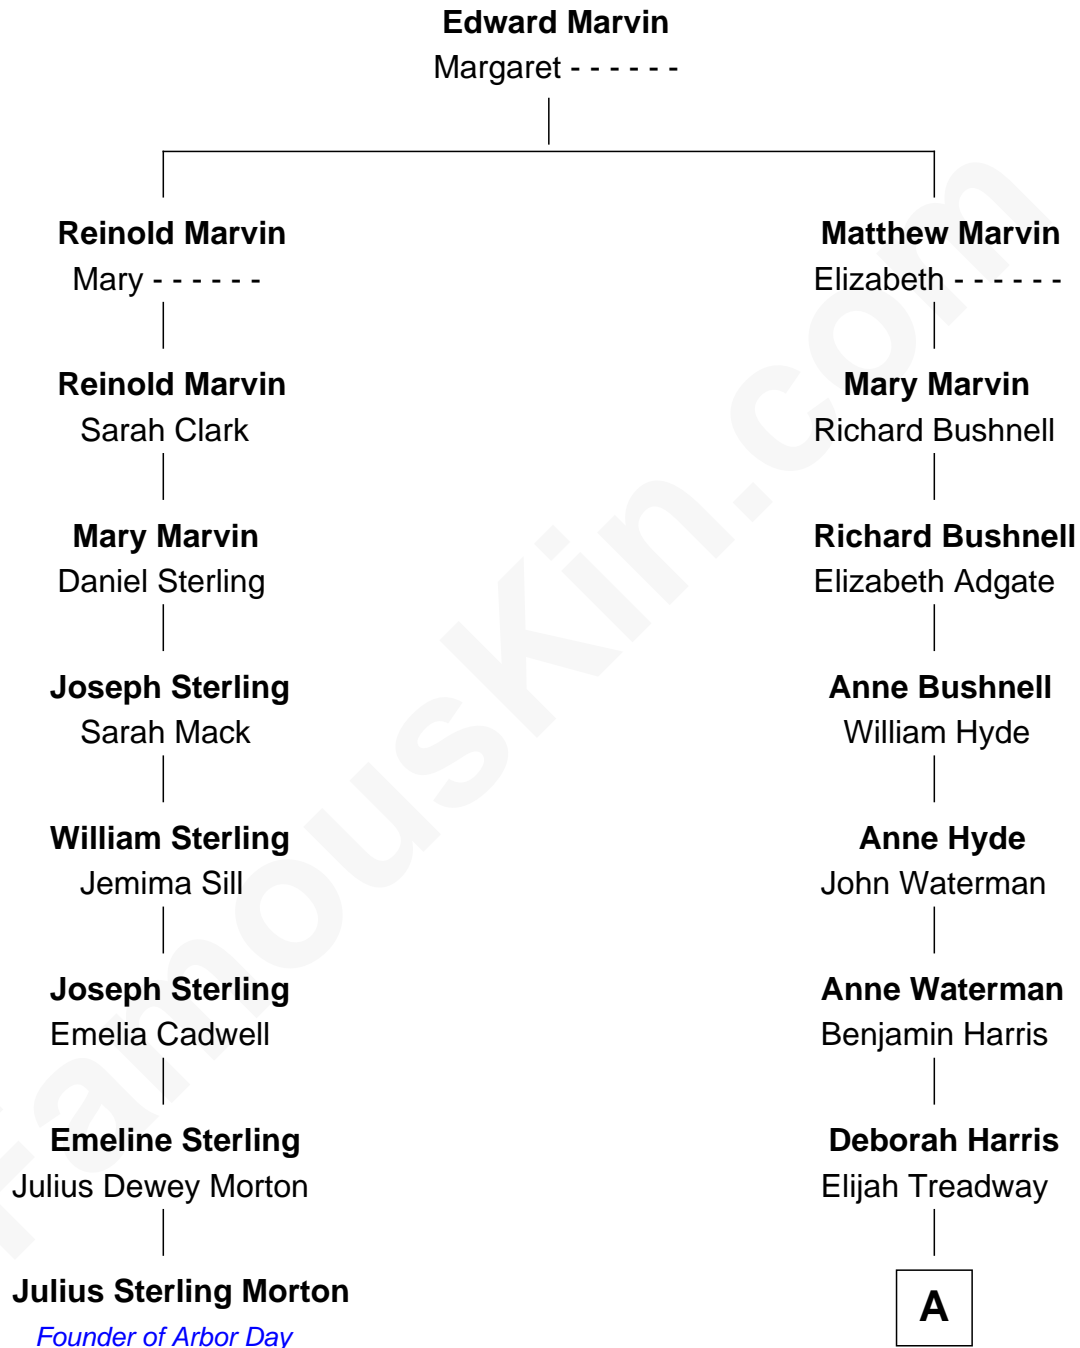 Edward Marvin
Margaret - - - - - -
Reinold Marvin
Mary - - - - - -
Matthew Marvin
Elizabeth - - - - - -
Reinold Marvin
Sarah Clark
Mary Marvin
Richard Bushnell
Mary Marvin
Daniel Sterling
Richard Bushnell
Elizabeth Adgate
Joseph Sterling
Sarah Mack
Anne Bushnell
William Hyde
William Sterling
Jemima Sill
Anne Hyde
John Waterman
Joseph Sterling
Emelia Cadwell
Anne Waterman
Benjamin Harris
Emeline Sterling
Julius Dewey Morton
Deborah Harris
Elijah Treadway
Julius Sterling Morton
Founder of Arbor Day
A
FamousKin.com